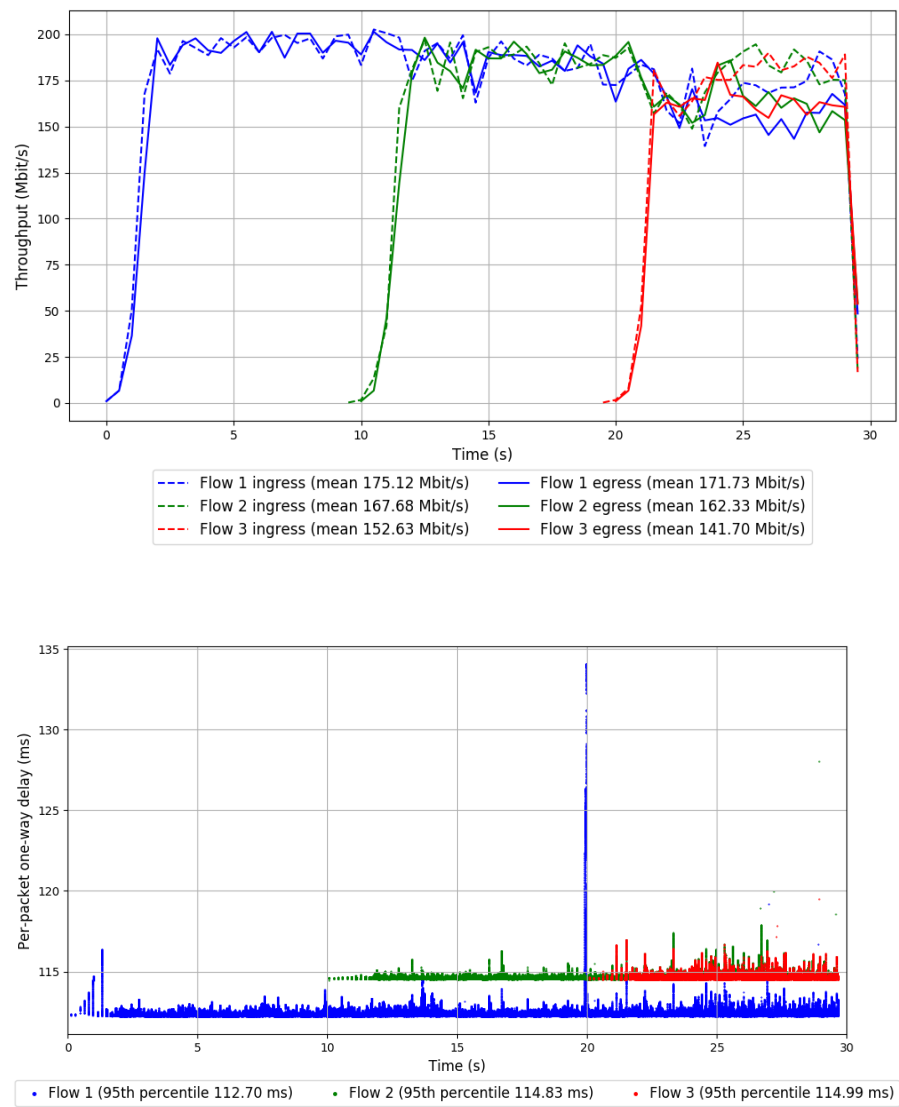 200
175
150
125
100
75
50
25
0
Throughput (Mbit/s)
0 5 10 15 20 25 30
Time (s)
Flow 1 ingress (mean 175.12 Mbit/s) Flow 1 egress (mean 171.73 Mbit/s)
Flow 2 ingress (mean 167.68 Mbit/s) Flow 2 egress (mean 162.33 Mbit/s)
Flow 3 ingress (mean 152.63 Mbit/s) Flow 3 egress (mean 141.70 Mbit/s)
135
130
125
120
115
Per-packet one-way delay (ms)
0 5 10 15 20 25 30
Time (s)
Flow 1 (95th percentile 112.70 ms) Flow 2 (95th percentile 114.83 ms) Flow 3 (95th percentile 114.99 ms)